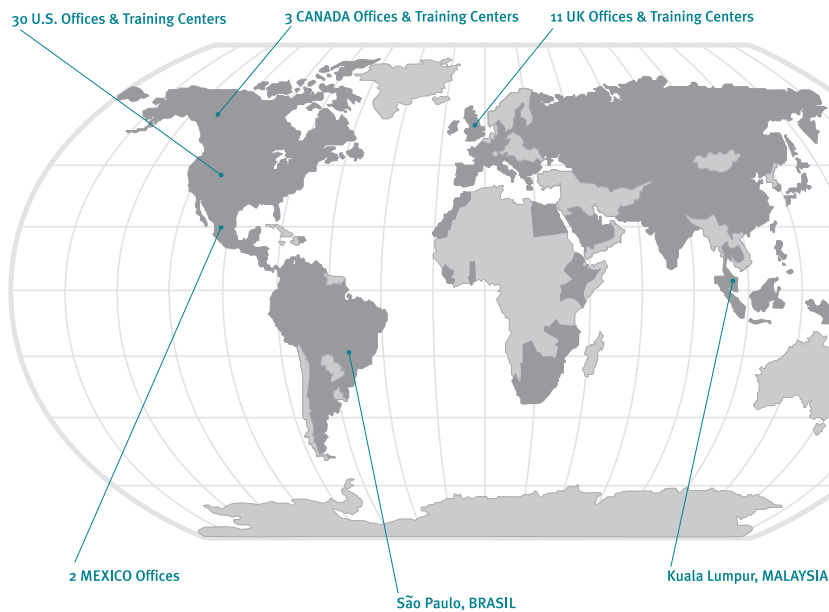 30 U.S. Offices & Training Centers
3 CANADA Offices & Training Centers
11 UK Offices & Training Centers
2 MEXICO Offices
São Paulo, BRASIL
Kuala Lumpur, MALAYSIA